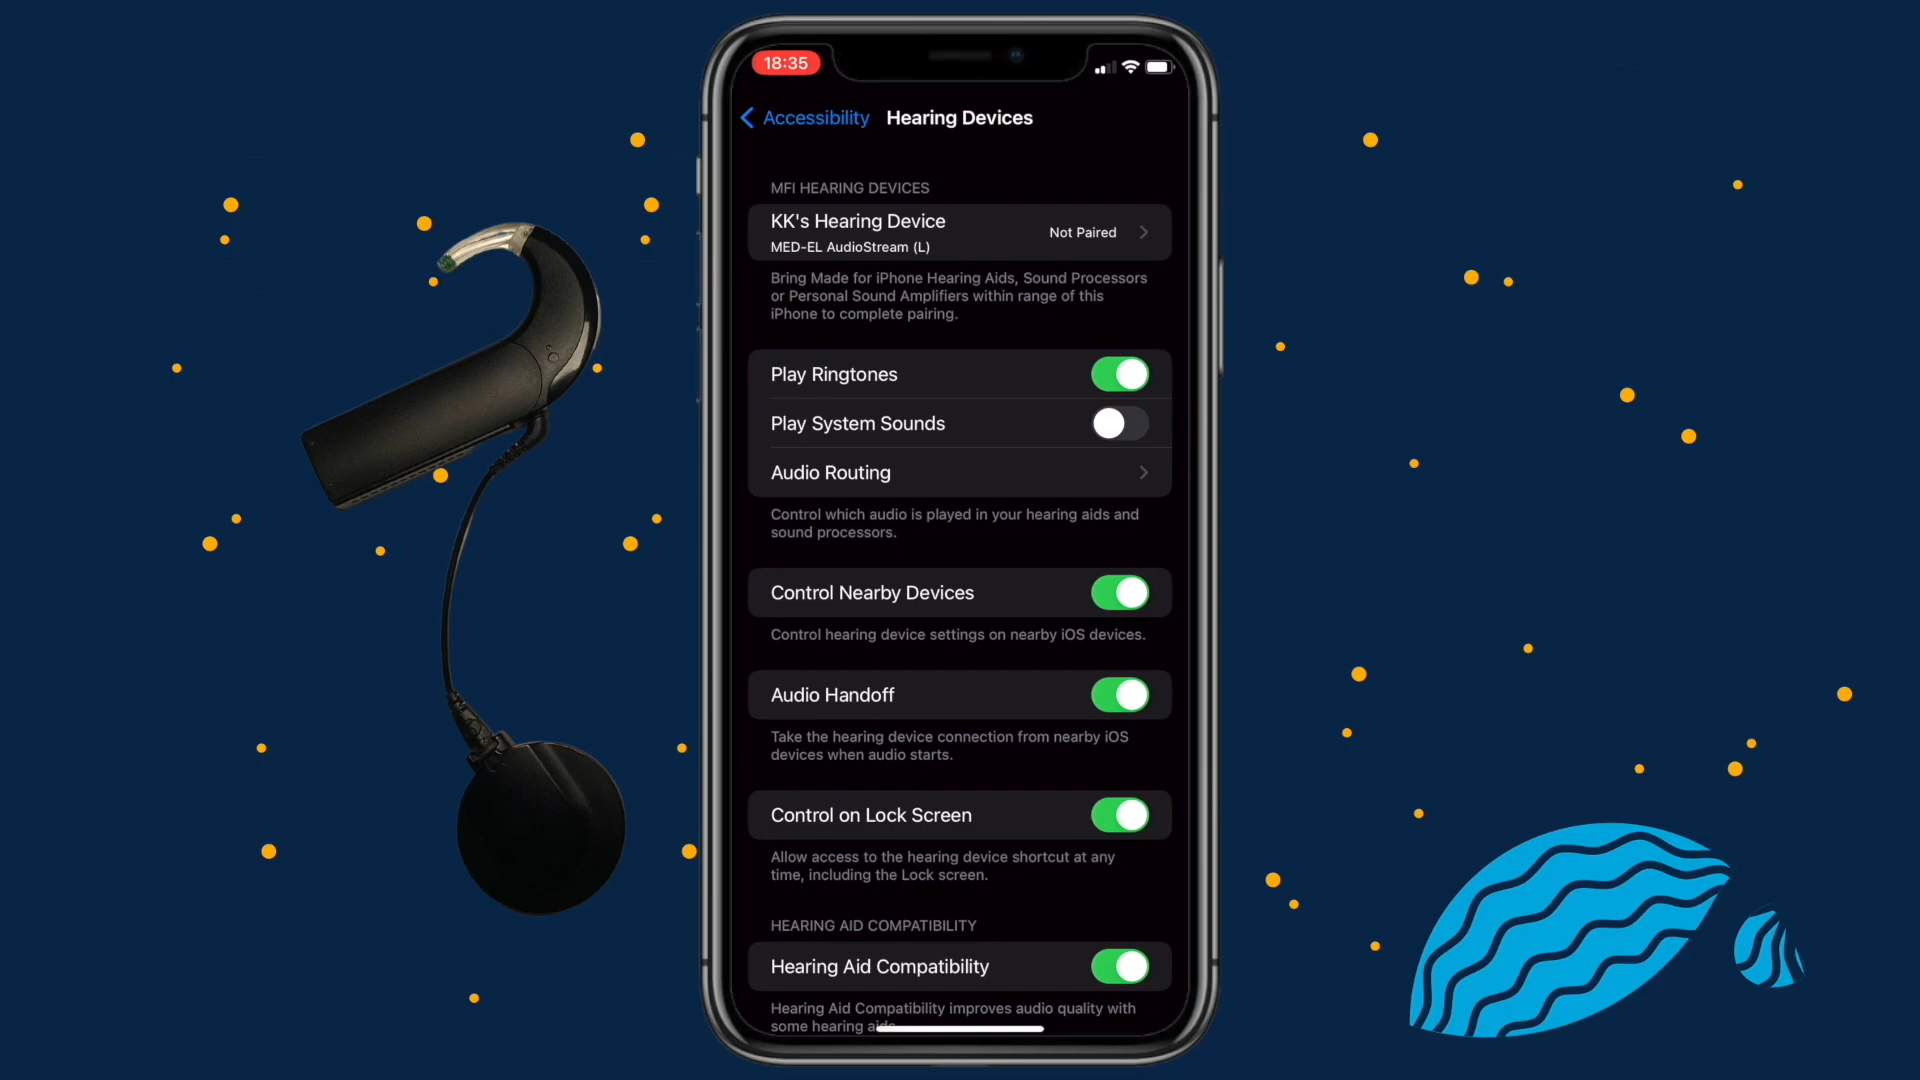 18:35
Accessibility
Hearing Devices
MFI HEARING DEVICES
KK's Hearing Device
MED-EL AudioStream (L)
Not Paired
Bring Made for iPhone Hearing Aids, Sound Processors
or Personal Sound Amplifiers within range of this
iPhone to complete pairing.
Play Ringtones
Play System Sounds
Audio Routing
Control which audio is played in your hearing aids and
sound processors.
Control Nearby Devices
Control hearing device settings on nearby iOS devices.
Audio Handoff
Take the hearing device connection from nearby iOS
devices when audio starts.
Control on Lock Screen
Allow access to the hearing device shortcut at any
time, including the Lock screen.
HEARING AID COMPATIBILITY
Hearing Aid Compatibility
Hearing Aid Compatibility improves audio quality with
some hearing aids.